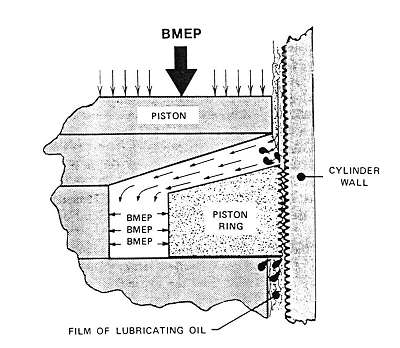 BMEP
PISTON
CYLINDER
WALL
PISTON
RING
BMEP
BMEP
BMEP
FILM OF LUBRICATING OIL